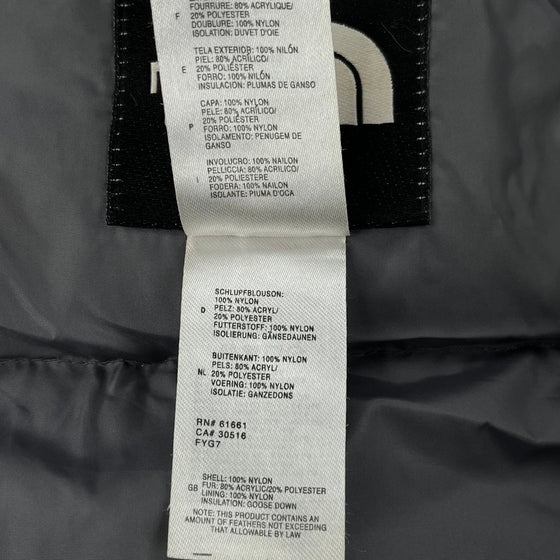 FOURRURE: 80% ACRYLIQUE/
F 20% POLYESTER
DOUBLURE: 100% NYLON
ISOLATION: DUVET D'OIE
TELA EXTERIOR: 100% NILÓN
PIEL: 80% ACRÍLICO/
E 20% POLIÉSTER
FORRO: 100% NILÓN
INSULACION: PLUMAS DE GANSO
CAPA: 100% NYLON
PELE: 80% ACRÍLICO/
20% POLIÉSTER
P FORRO: 100% NYLON
ISOLAMENTO: PENUGEM DE
GANSO
INVOLUCRO: 100% NAILON
PELLICCIA: 80% ACRILICO/
I 20% POLIESTERE
FODERA: 100% NAILON
ISOLANTE: PIUMA D'OCA
SCHLUPFBLOUSON:
100% NYLON
D PELZ: 80% ACRYL/
20% POLYESTER
FUTTERSTOFF: 100% NYLON
ISOLIERUNG: GÄNSEDAUNEN
BUITENKANT: 100% NYLON
PELS: 80% ACRYL/
NL 20% POLYESTER
VOERING: 100% NYLON
ISOLATIE: GANZEDONS
RN# 61661
CA# 30516
FYG7
SHELL: 100% NYLON
GB FUR: 80% ACRYLIC/20% POLYESTER
LINING: 100% NYLON
INSULATION: GOOSE DOWN
NOTE: THIS PRODUCT CONTAINS AN
AMOUNT OF FEATHERS NOT EXCEEDING
THAT ALLOWABLE BY LAW